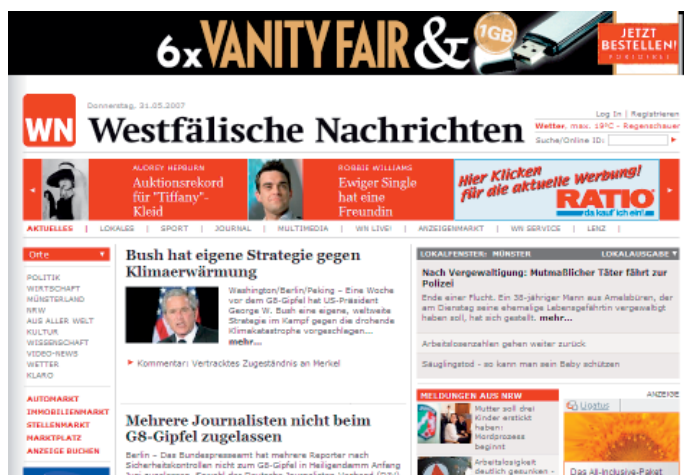 6x VANITY FAIR & 1GB
JETZT
BESTELLEN!
Donnerstag, 31.05.2007
Log In | Registrieren
WN Westfälische Nachrichten
Wetter. max. 19ºC - Regenschauer
Suche/Online ID:
AUDREY HEPBURN
Auktionsrekord
für "Tiffany"-
Kleid
ROBBIE WILLIAMS
Ewiger Single
hat eine
Freundin
Hier Klicken
für die aktuelle Werbung!
RATIO
da kauf ich ein!
AKTUELLES | LOKALES | SPORT | JOURNAL | MULTIMEDIA | WN LIVE! | ANZEIGENMARKT | WN SERVICE | LENZ |
Orte
POLITIK
WIRTSCHAFT
MÜNSTERLAND
NRW
AUS ALLER WELT
KULTUR
WISSENSCHAFT
VIDEO-NEWS
WETTER
KLARO
AUTOMARKT
IMMOBILIENMARKT
STELLENMARKT
MARKTPLATZ
ANZEIGE BUCHEN
Bush hat eigene Strategie gegen
Klimaerwärmung
Washington/Berlin/Peking - Eine Woche
vor dem G8-Gipfel hat US-Präsident
George W. Bush eine eigene, weltweite
Strategie im Kampf gegen die drohende
Klimakatastrophe vorgeschlagen...
mehr...
Kommentar: Vertracktes Zugeständnis an Merkel
Mehrere Journalisten nicht beim
G8-Gipfel zugelassen
Berlin - Das Bundespresseamt hat mehrere Reporter nach
Sicherheitskontrollen nicht zum G8-Gipfel in Heiligendamm Anfang
LOKALFENSTER: MÜNSTER LOKALAUSGABE
Nach Vergewaltigung: Mutmaßlicher Täter fährt zur
Polizei
Ende einer Flucht. Ein 38-jähriger Mann aus Amelsbüren, der
am Dienstag seine ehemalige Lebensgefährtin vergewaltigt
haben soll, hat sich gestellt. mehr...
Arbeitslosenzahlen gehen weiter zurück
Säuglingstod - so kann man sein Baby schützen
MELDUNGEN AUS NRW
Mutter soll drei
Kinder erstickt
haben:
Mordprozess
beginnt
Arbeitslosigkeit
deutlich gesunken -
ANZEIGE
Das All-Inclusive-Paket